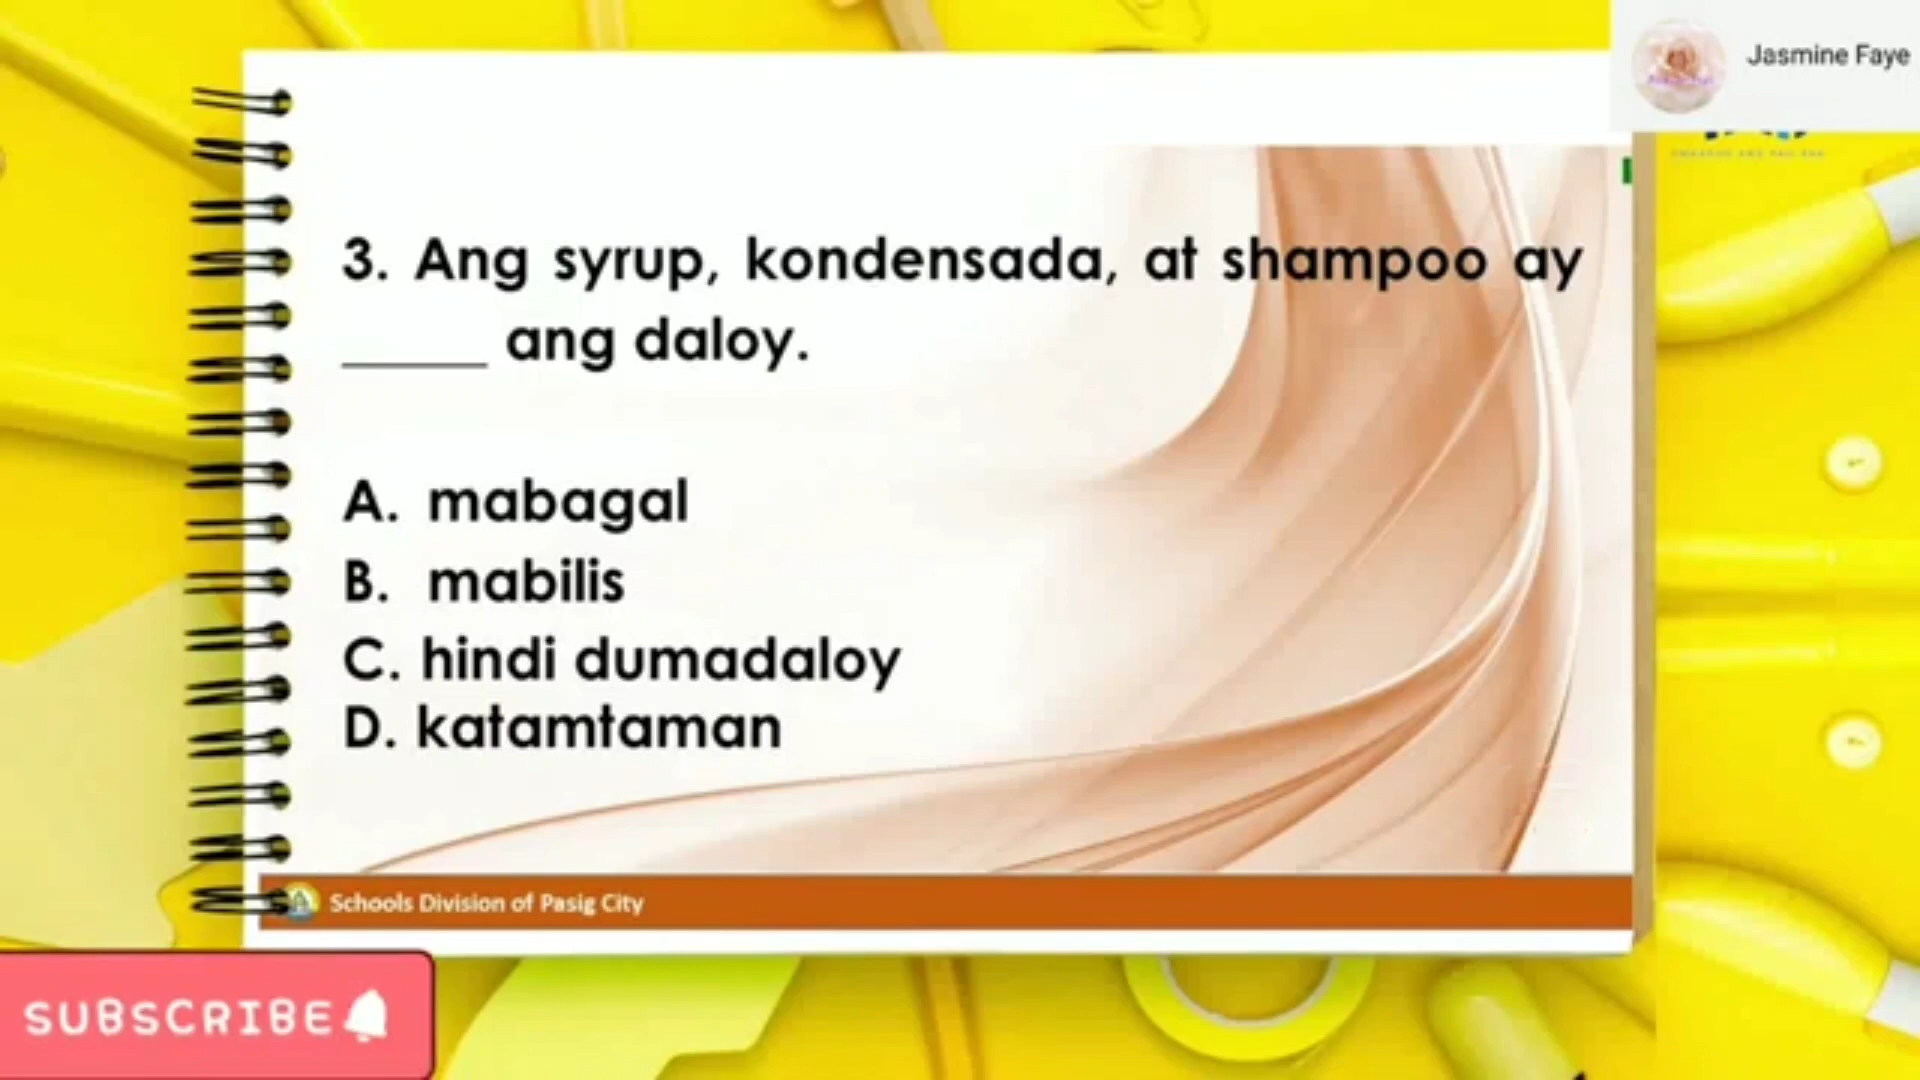 Jasmine Faye
3. Ang syrup, kondensada, at shampoo ay
______ ang daloy.
A. mabagal
B. mabilis
C. hindi dumadaloy
D. katamtaman
Schools Division of Pasig City
SUBSCRIBE